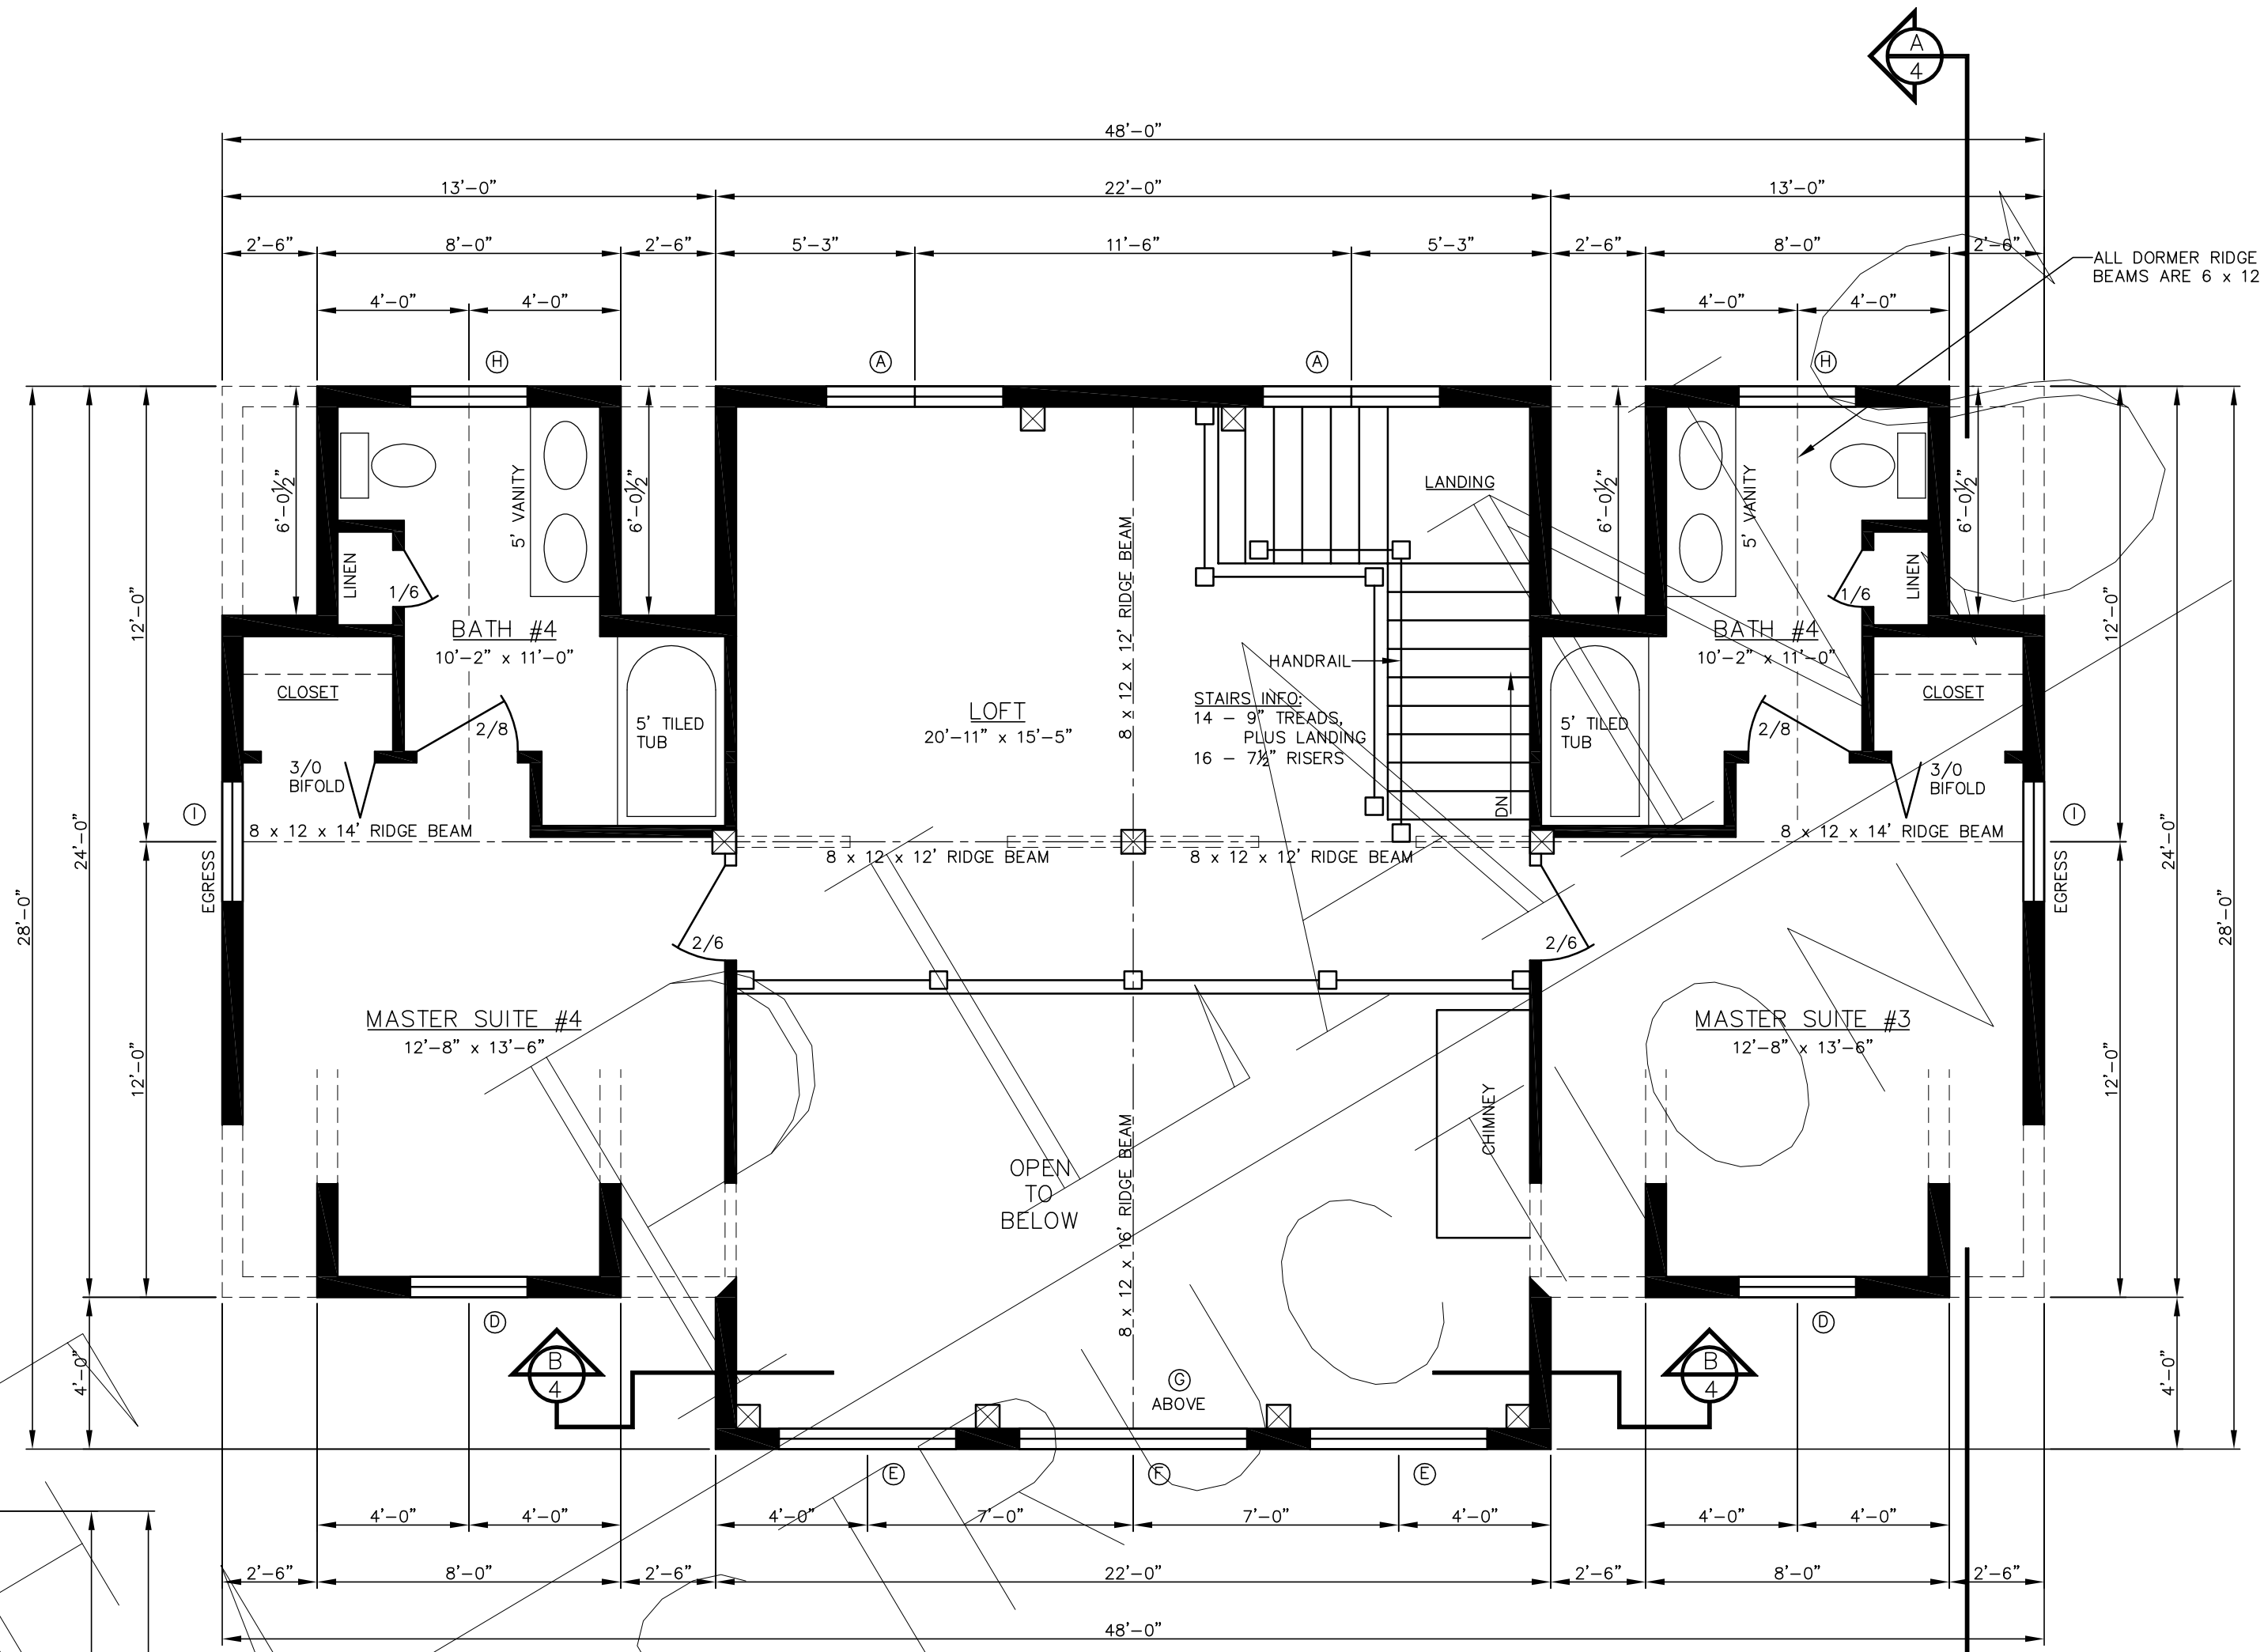 A
4
48'-0"
13'-0" 22'-0" 13'-0"
2'-6" 8'-0" 2'-6" 5'-3" 11'-6" 5'-3" 2'-6" 8'-0" 2'-6"
ALL DORMER RIDGE
BEAMS ARE 6 x 12
4'-0" 4'-0" 4'-0" 4'-0"
H A A H
6'-0½" 5' VANITY 6'-0½" LANDING 6'-0½" 5' VANITY 6'-0½"
LINEN 1/6 8 x 12 x 12' RIDGE BEAM 1/6 LINEN
12'-0" 12'-0"
BATH #4 BATH #4
10'-2" x 11'-0" 10'-2" x 11'-0"
HANDRAIL
CLOSET CLOSET
STAIRS INFO:
14 - 9" TREADS,
PLUS LANDING
16 - 7½" RISERS
LOFT
20'-11" x 15'-5"
5' TILED
TUB
5' TILED
TUB
2/8 2/8
3/0
BIFOLD
3/0
BIFOLD
DN
I I
8 x 12 x 14' RIDGE BEAM 8 x 12 x 14' RIDGE BEAM
8 x 12 x 12' RIDGE BEAM 8 x 12 x 12' RIDGE BEAM
24'-0" 24'-0"
EGRESS EGRESS
28'-0" 28'-0"
2/6 2/6
MASTER SUITE #4 MASTER SUITE #3
12'-8" x 13'-6" 12'-8" x 13'-6"
12'-0" 12'-0"
CHIMNEY
OPEN
TO
BELOW
8 x 12 x 16' RIDGE BEAM
D D
4'-0" 4'-0"
B
4
B
4
G
ABOVE
E F E
4'-0" 4'-0" 4'-0" 7'-0" 7'-0" 4'-0" 4'-0" 4'-0"
2'-6" 8'-0" 2'-6" 22'-0" 2'-6" 8'-0" 2'-6"
48'-0"